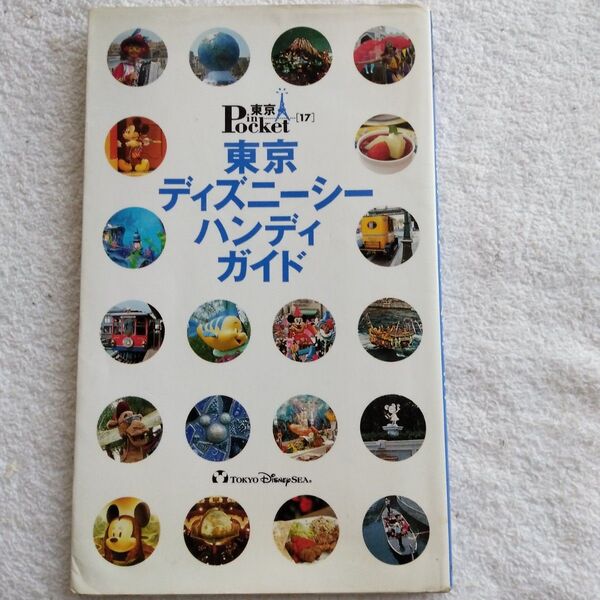 東京
in
Pocket [17]
東京
ディズニーシー
ハンディ
ガイド
TOKYO DISNEYSEA®